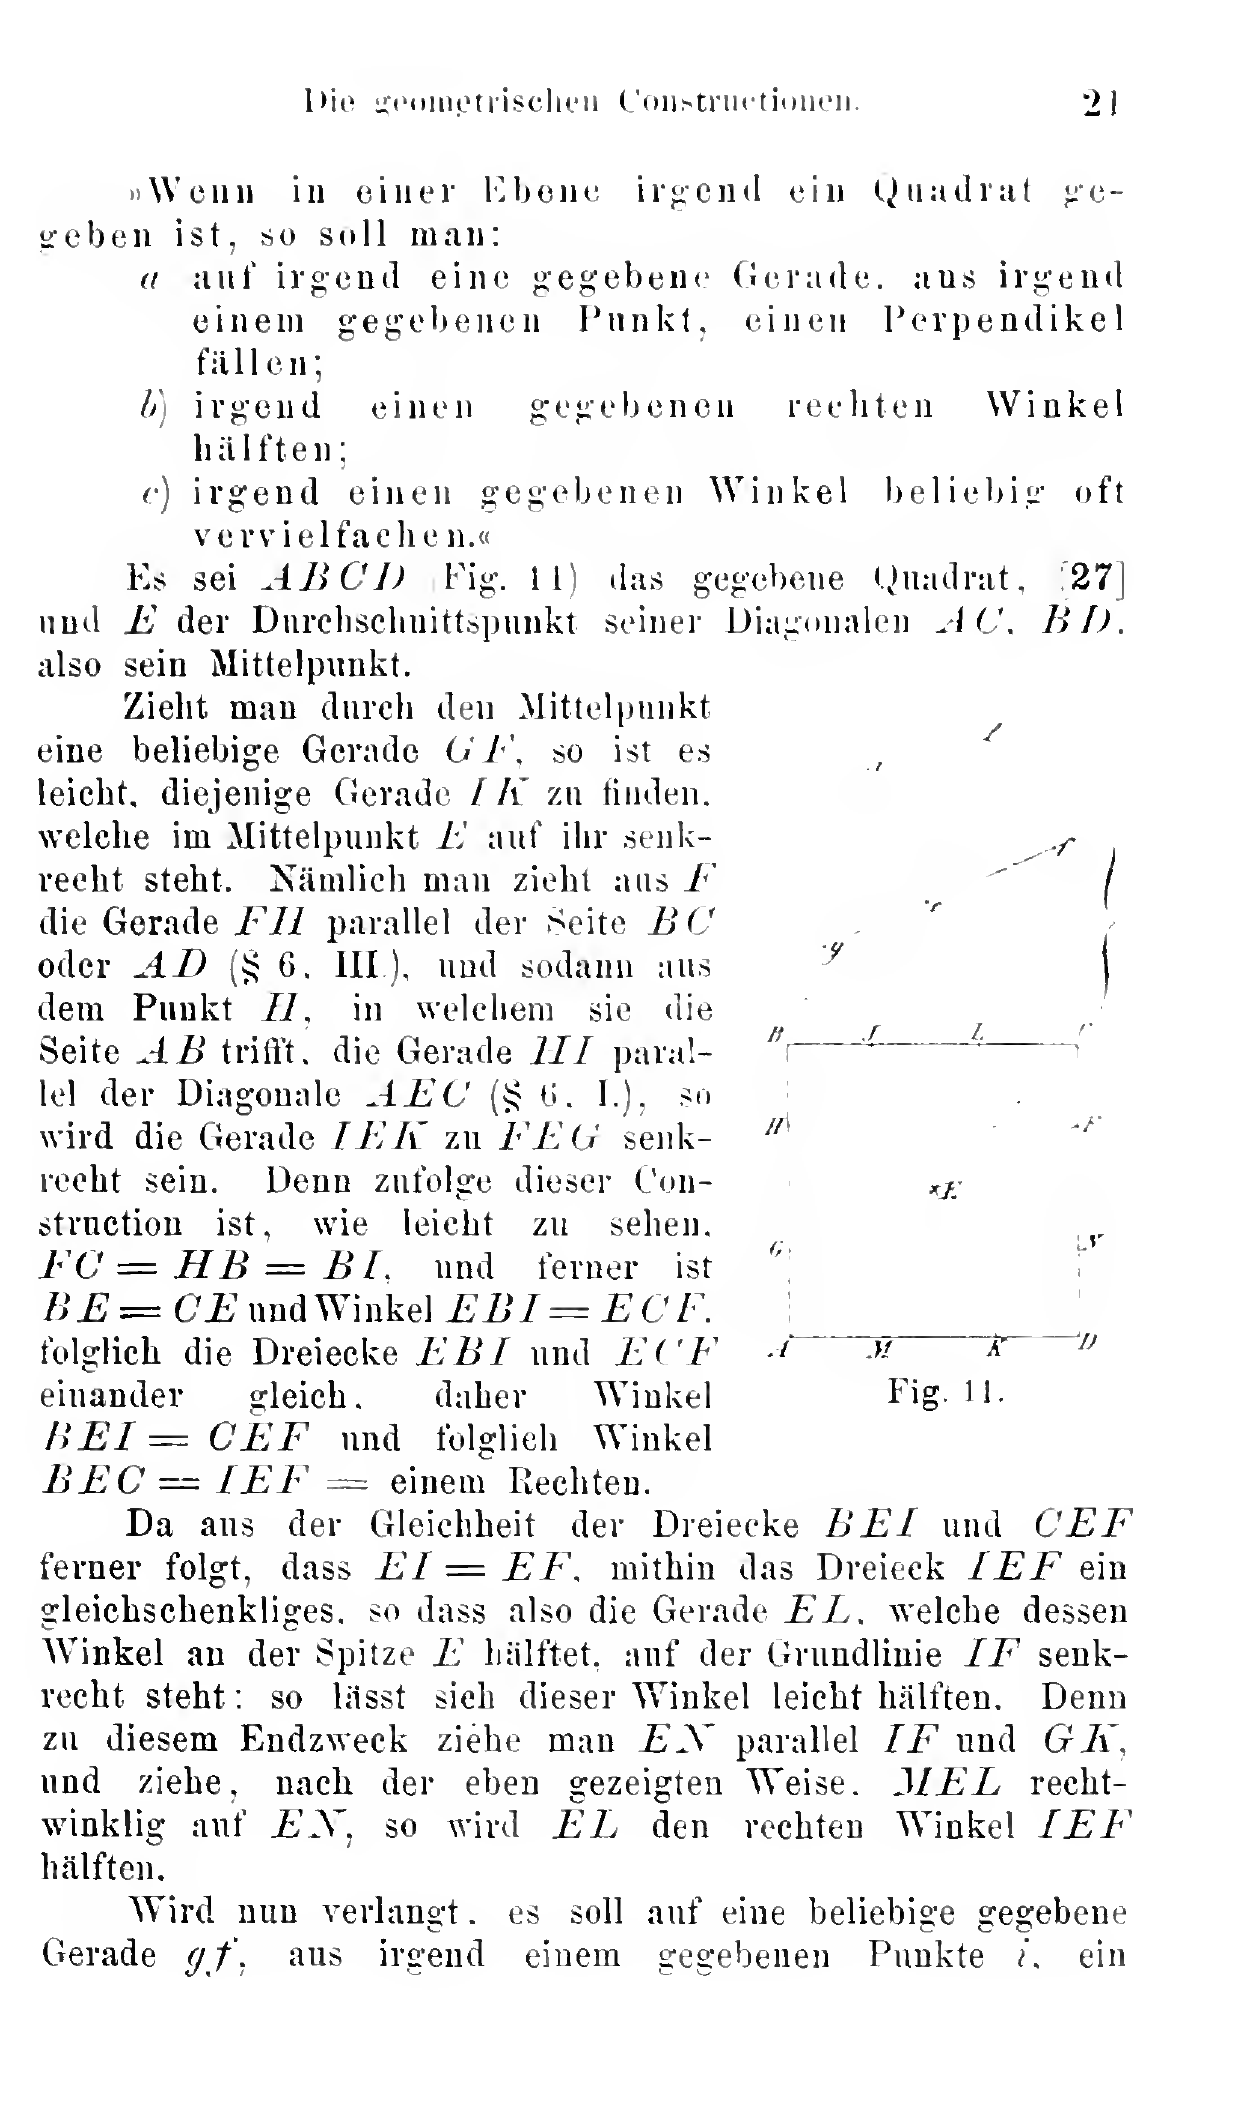 Die geometrischen Constructionen. 21
»Wenn in einer Ebene irgend ein Quadrat ge-
geben ist, so soll man:
a auf irgend eine gegebene Gerade, aus irgend
einem gegebenen Punkt, einen Perpendikel
fällen;
b) irgend einen gegebenen rechten Winkel
hälften;
c) irgend einen gegebenen Winkel beliebig oft
vervielfachen.«
Es sei ABCD Fig. 11) das gegebene Quadrat, [27]
und E der Durchschnittspunkt seiner Diagonalen AC, BD,
also sein Mittelpunkt.
Zieht man durch den Mittelpunkt
eine beliebige Gerade GF, so ist es
leicht, diejenige Gerade IK zu finden,
welche im Mittelpunkt E auf ihr senk-
recht steht. Nämlich man zieht aus F
die Gerade FH parallel der Seite BC
oder AD (§ 6, III.), und sodann aus
dem Punkt H, in welchem sie die
Seite AB trifft, die Gerade HI paral-
lel der Diagonale AEC (§ 6, I.), so
wird die Gerade IEK zu FEG senk-
recht sein. Denn zufolge dieser Con-
struction ist, wie leicht zu sehen,
FC = HB = BI, und ferner ist
BE = CE und Winkel EBI = ECF,
folglich die Dreiecke EBI und ECF
einander gleich, daher Winkel
BEI = CEF und folglich Winkel
BEC = IEF = einem Rechten.
B I L C
H F
E
G N
A M K D
Fig. 11.
Da aus der Gleichheit der Dreiecke BEI und CEF
ferner folgt, dass EI = EF, mithin das Dreieck IEF ein
gleichschenkliges, so dass also die Gerade EL, welche dessen
Winkel an der Spitze E hälftet, auf der Grundlinie IF senk-
recht steht: so lässt sich dieser Winkel leicht hälften. Denn
zu diesem Endzweck ziehe man EN parallel IF und GK,
und ziehe, nach der eben gezeigten Weise, MEL recht-
winklig auf EN, so wird EL den rechten Winkel IEF
hälften.
Wird nun verlangt, es soll auf eine beliebige gegebene
Gerade gf, aus irgend einem gegebenen Punkte i, ein